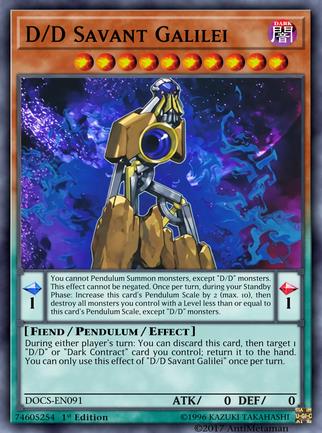 D/D Savant Galilei
DARK
闇
You cannot Pendulum Summon monsters, except "D/D" monsters.
This effect cannot be negated. Once per turn, during your Standby
Phase: Increase this card's Pendulum Scale by 2 (max. 10), then
destroy all monsters you control with a Level less than or equal to
this card's Pendulum Scale, except "D/D" monsters.
1
1
[Fiend / Pendulum / Effect]
During either player's turn: You can discard this card, then target 1
"D/D" or "Dark Contract" card you control; return it to the hand.
You can only use this effect of "D/D Savant Galilei" once per turn.
DOCS-EN091
ATK/ 0 DEF/ 0
74605254 1st Edition
©1996 KAZUKI TAKAHASHI
©2017 AntiMetaman